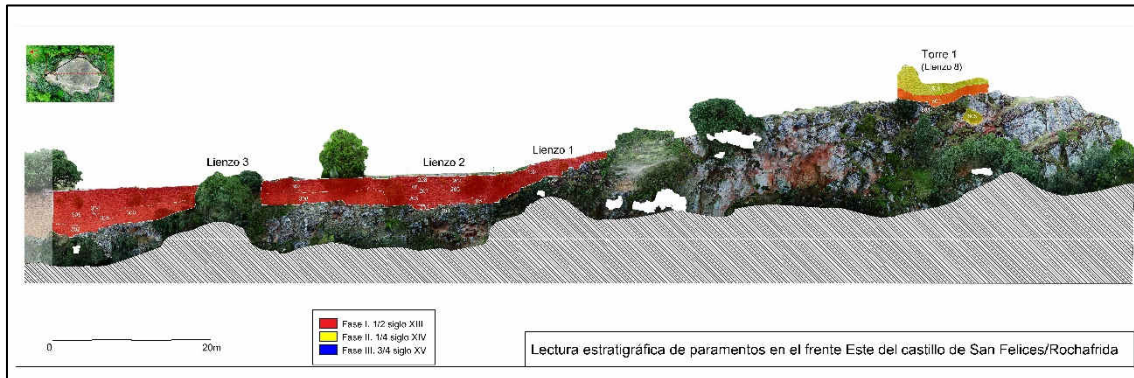 Torre 1
(Lienzo 8)
Lienzo 1
Lienzo 3
Lienzo 2
0
20m
Fase I. 1/2 siglo XIII
Fase II. 1/4 siglo XIV
Fase III. 3/4 siglo XV
Lectura estratigráfica de paramentos en el frente Este del castillo de San Felices/Rochafrida